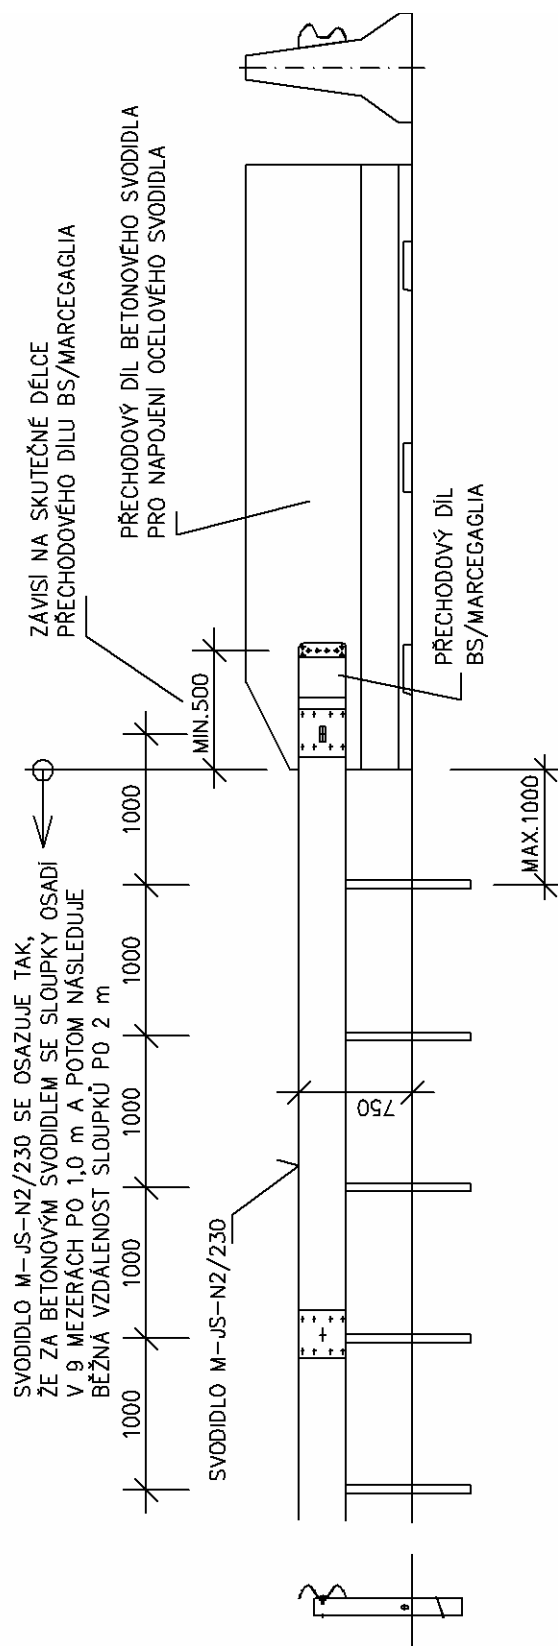 SVODIDLO M-JS-N2/230 SE OSAZUJE TAK,
ŽE ZA BETONOVÝM SVODIDLEM SE SLOUPKY OSADÍ
V 9 MEZERÁCH PO 1,0 m A POTOM NÁSLEDUJE
BĚŽNÁ VZDÁLENOST SLOUPKŮ PO 2 m
ZÁVISÍ NA SKUTEČNÉ DÉLCE
PŘECHODOVÉHO DÍLU BS/MARCEGAGLIA
PŘECHODOVÝ DÍL BETONOVÉHO SVODIDLA
PRO NAPOJENÍ OCELOVÉHO SVODIDLA
1000
1000
1000
1000
1000
MIN.500
SVODIDLO M-JS-N2/230
750
PŘECHODOVÝ DÍL
BS/MARCEGAGLIA
MAX.1000